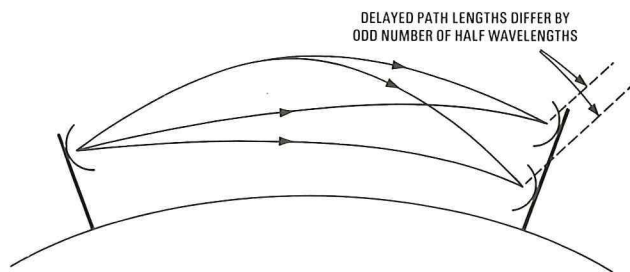 DELAYED PATH LENGTHS DIFFER BY
ODD NUMBER OF HALF WAVELENGTHS